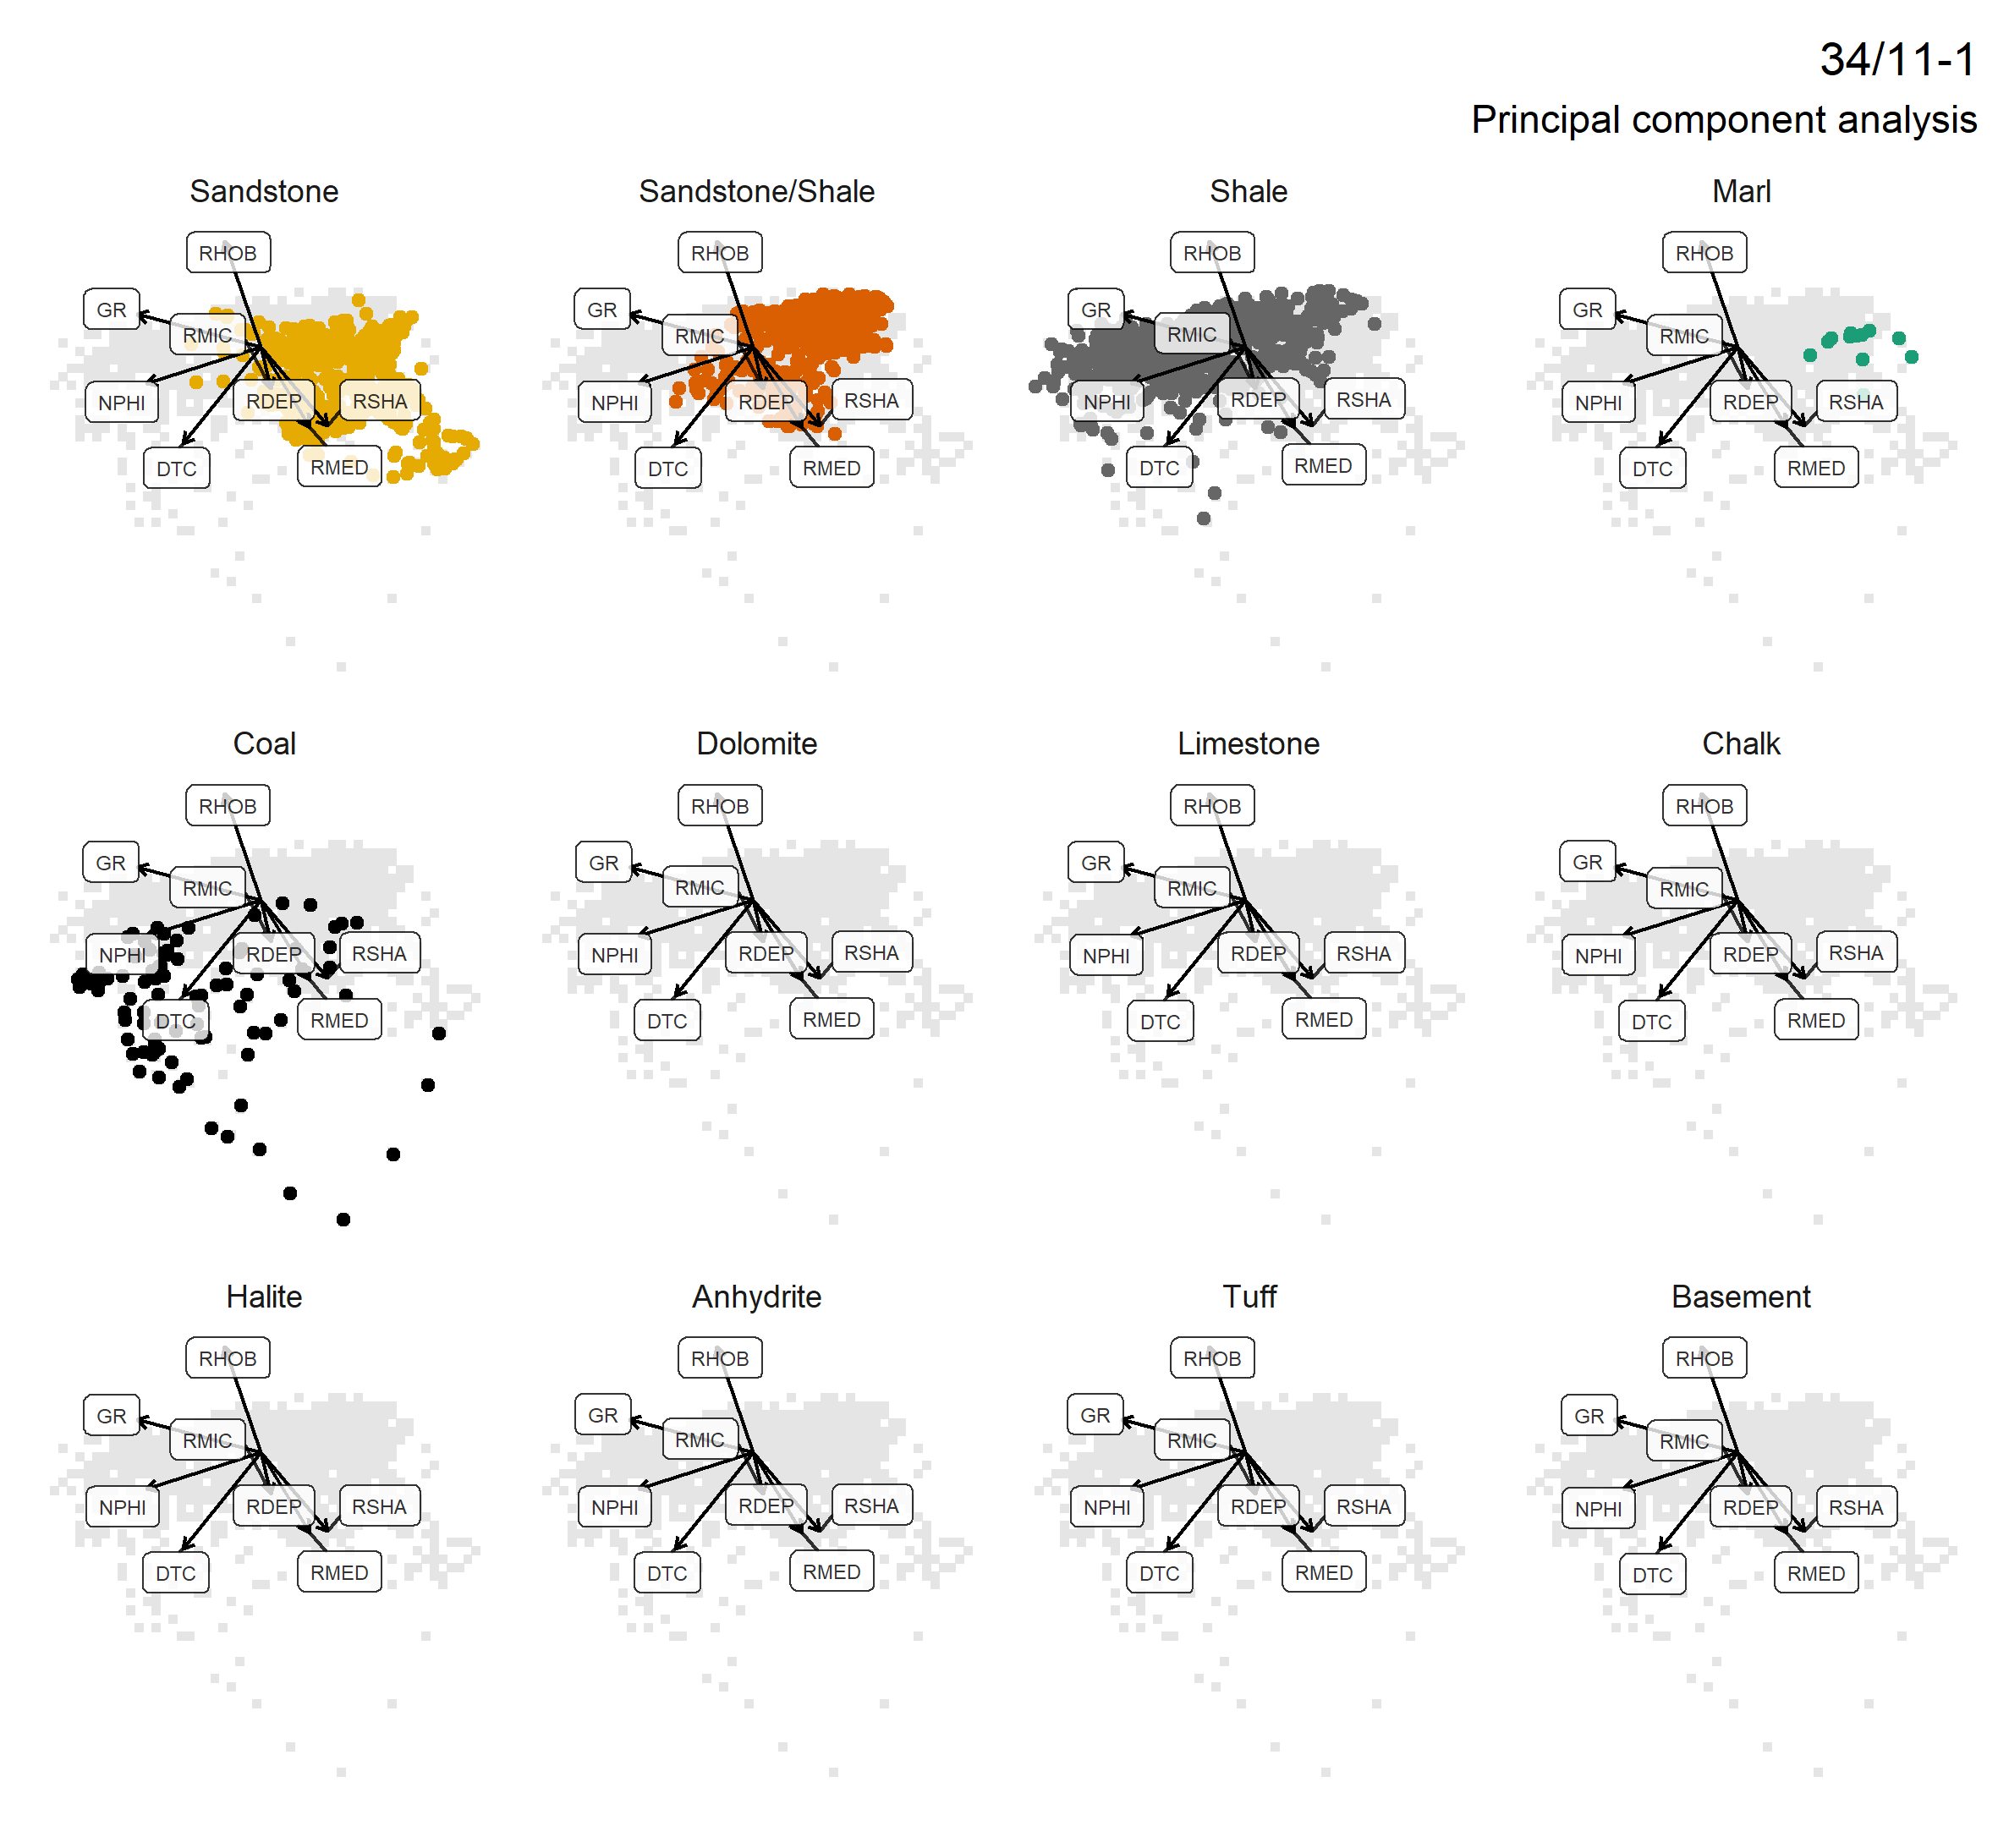 34/11-1
Principal component analysis
Sandstone
RHOB
GR
RMIC
NPHI
RDEP
RSHA
DTC
RMED
Sandstone/Shale
RHOB
GR
RMIC
NPHI
RDEP
RSHA
DTC
RMED
Shale
RHOB
GR
RMIC
NPHI
RDEP
RSHA
DTC
RMED
Marl
RHOB
GR
RMIC
NPHI
RDEP
RSHA
DTC
RMED
Coal
RHOB
GR
RMIC
NPHI
RDEP
RSHA
DTC
RMED
Dolomite
RHOB
GR
RMIC
NPHI
RDEP
RSHA
DTC
RMED
Limestone
RHOB
GR
RMIC
NPHI
RDEP
RSHA
DTC
RMED
Chalk
RHOB
GR
RMIC
NPHI
RDEP
RSHA
DTC
RMED
Halite
RHOB
GR
RMIC
NPHI
RDEP
RSHA
DTC
RMED
Anhydrite
RHOB
GR
RMIC
NPHI
RDEP
RSHA
DTC
RMED
Tuff
RHOB
GR
RMIC
NPHI
RDEP
RSHA
DTC
RMED
Basement
RHOB
GR
RMIC
NPHI
RDEP
RSHA
DTC
RMED